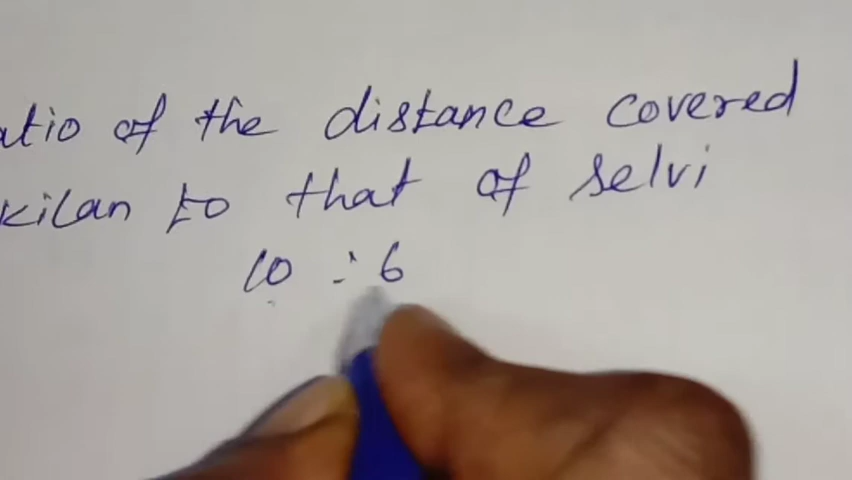 atio of the distance covered
kilan to that of selvi
10 : 6